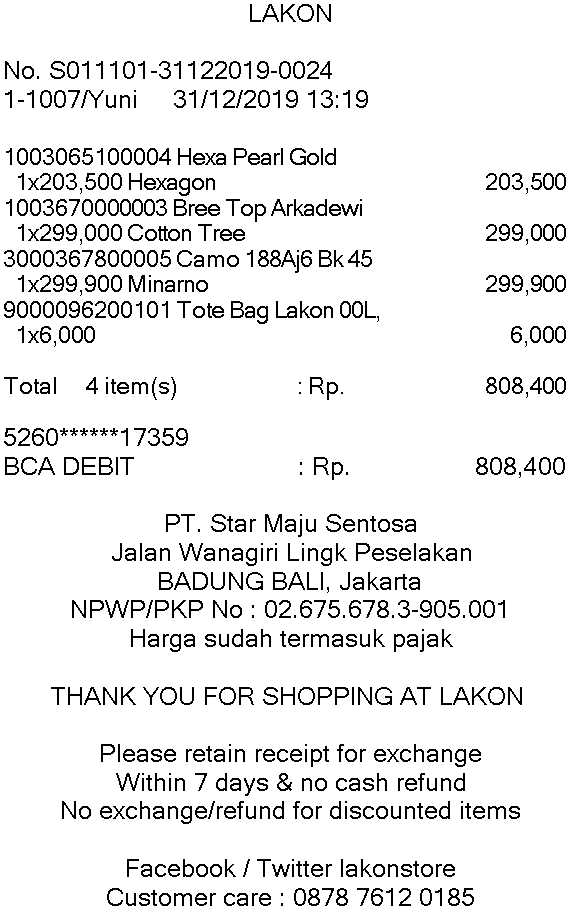 LAKON
No. S011101-31122019-0024
1-1007/Yuni 31/12/2019 13:19
1003065100004 Hexa Pearl Gold
1x203,500 Hexagon 203,500
1003670000003 Bree Top Arkadewi
1x299,000 Cotton Tree 299,000
3000367800005 Camo 188Aj6 Bk 45
1x299,900 Minarno 299,900
9000096200101 Tote Bag Lakon 00L,
1x6,000 6,000
Total 4 item(s) : Rp. 808,400
5260******17359
BCA DEBIT : Rp. 808,400
PT. Star Maju Sentosa
Jalan Wanagiri Lingk Peselakan
BADUNG BALI, Jakarta
NPWP/PKP No : 02.675.678.3-905.001
Harga sudah termasuk pajak
THANK YOU FOR SHOPPING AT LAKON
Please retain receipt for exchange
Within 7 days & no cash refund
No exchange/refund for discounted items
Facebook / Twitter lakonstore
Customer care : 0878 7612 0185